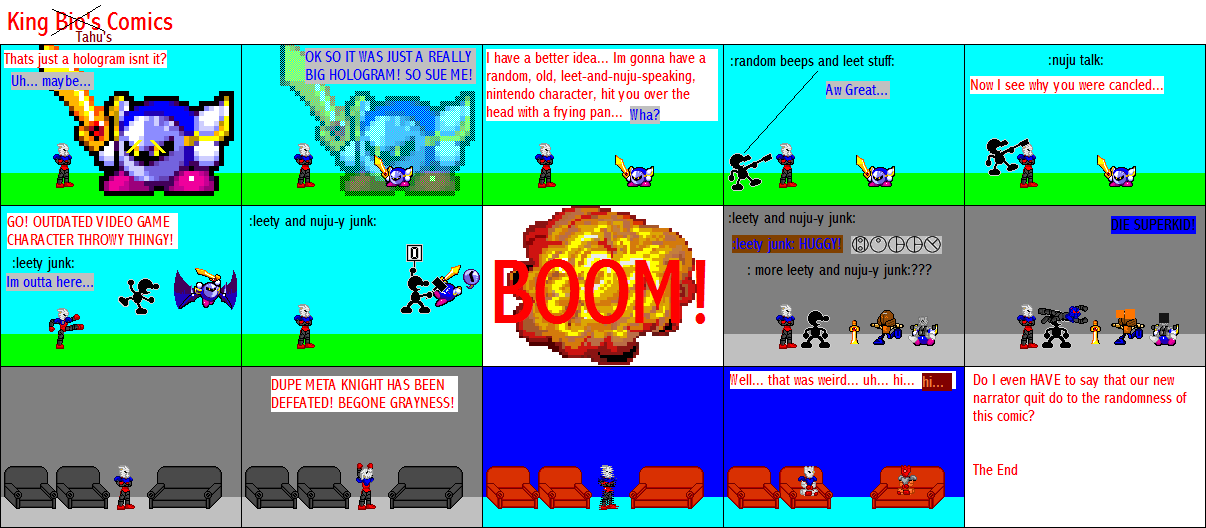 King Bio's Comics
Tahu's
Thats just a hologram isnt it?
Uh... maybe...
OK SO IT WAS JUST A REALLY
BIG HOLOGRAM! SO SUE ME!
I have a better idea... Im gonna have a
random, old, leet-and-nuju-speaking,
nintendo character, hit you over the
head with a frying pan... Wha?
:random beeps and leet stuff:
Aw Great...
:nuju talk:
Now I see why you were cancled...
GO! OUTDATED VIDEO GAME
CHARACTER THROWY THINGY!
:leety junk:
Im outta here...
:leety and nuju-y junk:
0
BOOM!
:leety and nuju-y junk:
:leety junk: HUGGY!
: more leety and nuju-y junk:???
DIE SUPERKID!
DUPE META KNIGHT HAS BEEN
DEFEATED! BEGONE GRAYNESS!
Well... that was weird... uh... hi... hi...
Do I even HAVE to say that our new
narrator quit do to the randomness of
this comic?
The End